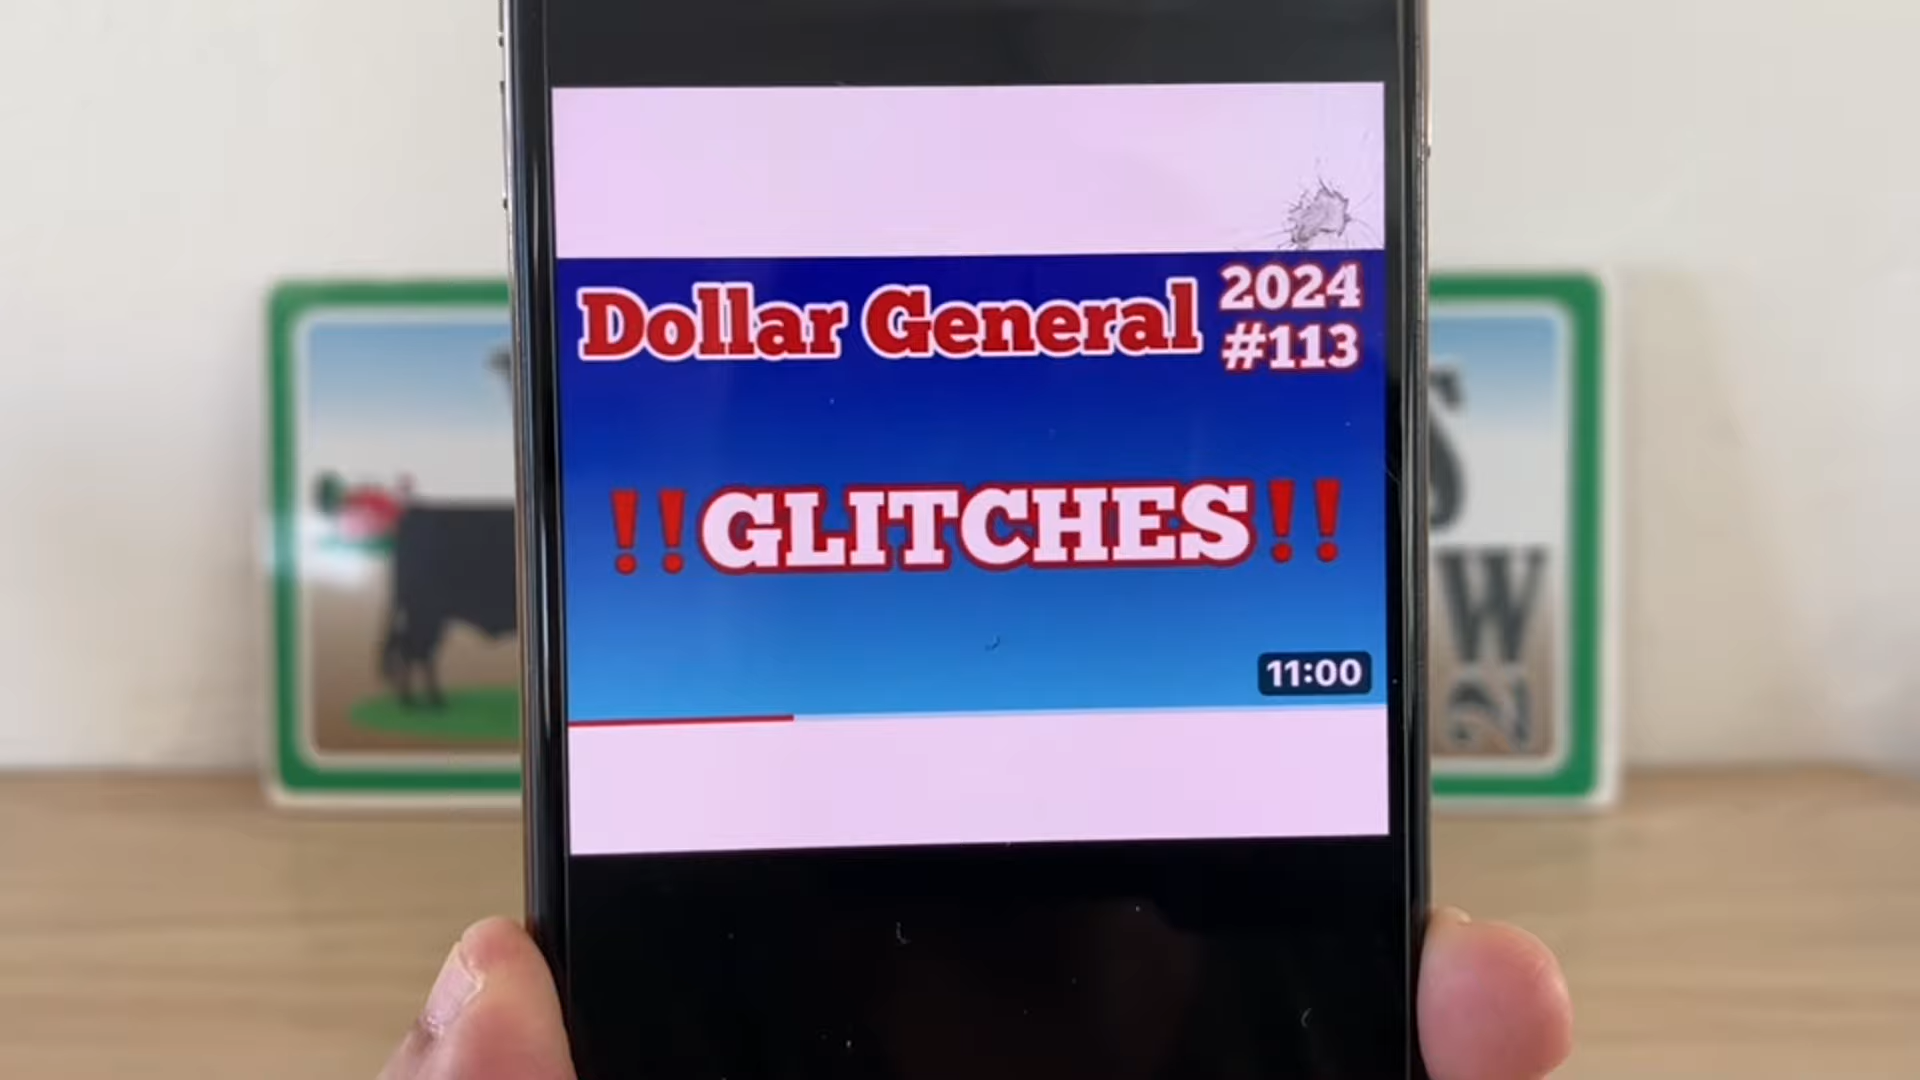 Dollar General
2024
#113
‼GLITCHES‼
11:00
S
W